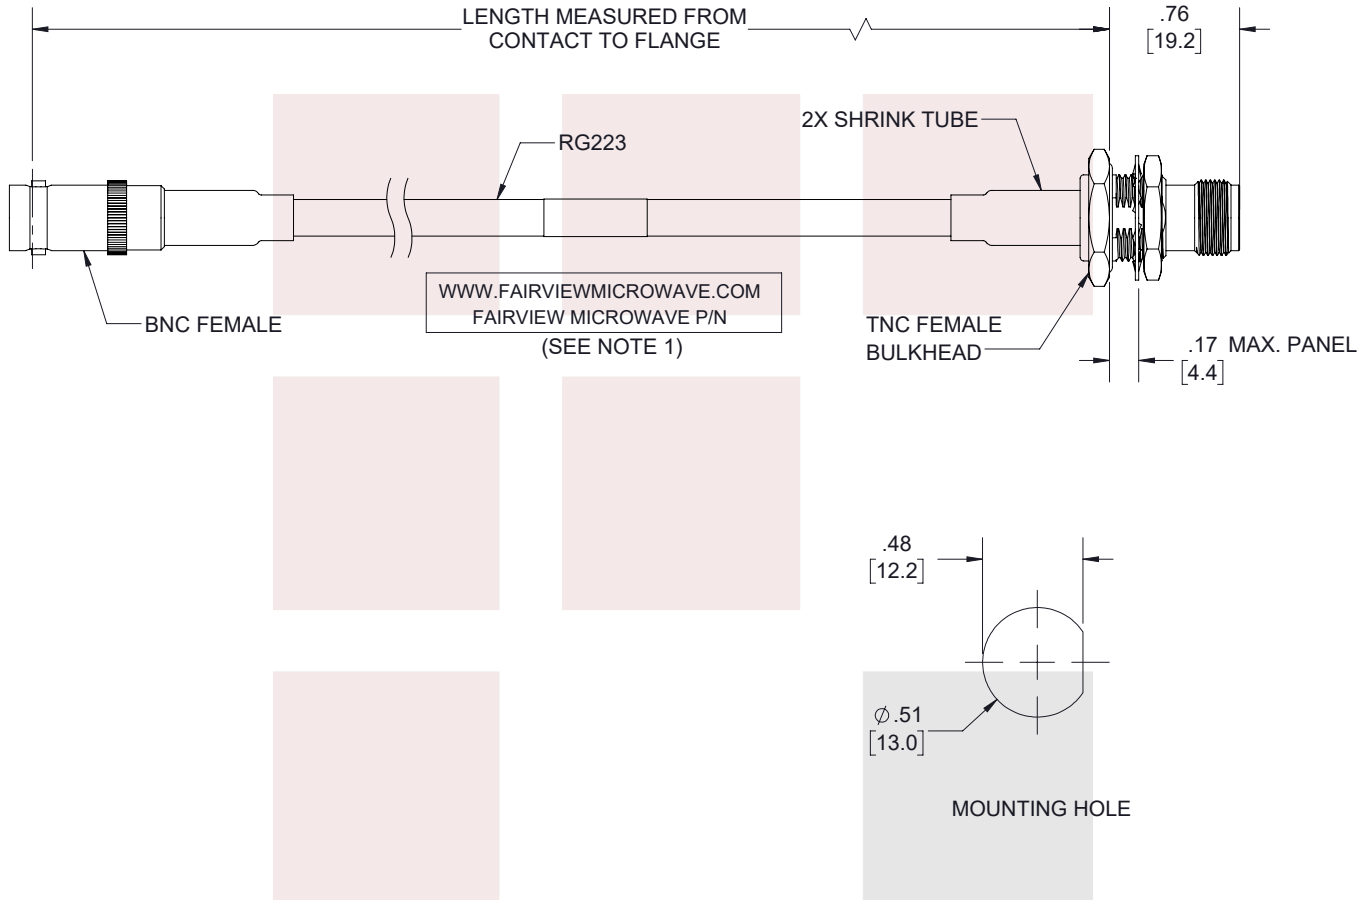 LENGTH MEASURED FROM
CONTACT TO FLANGE
.76
[19.2]
2X SHRINK TUBE
RG223
WWW.FAIRVIEWMICROWAVE.COM
FAIRVIEW MICROWAVE P/N
(SEE NOTE 1)
BNC FEMALE
TNC FEMALE
BULKHEAD
.17 MAX. PANEL
[4.4]
.48
[12.2]
∅.51
[13.0]
MOUNTING HOLE